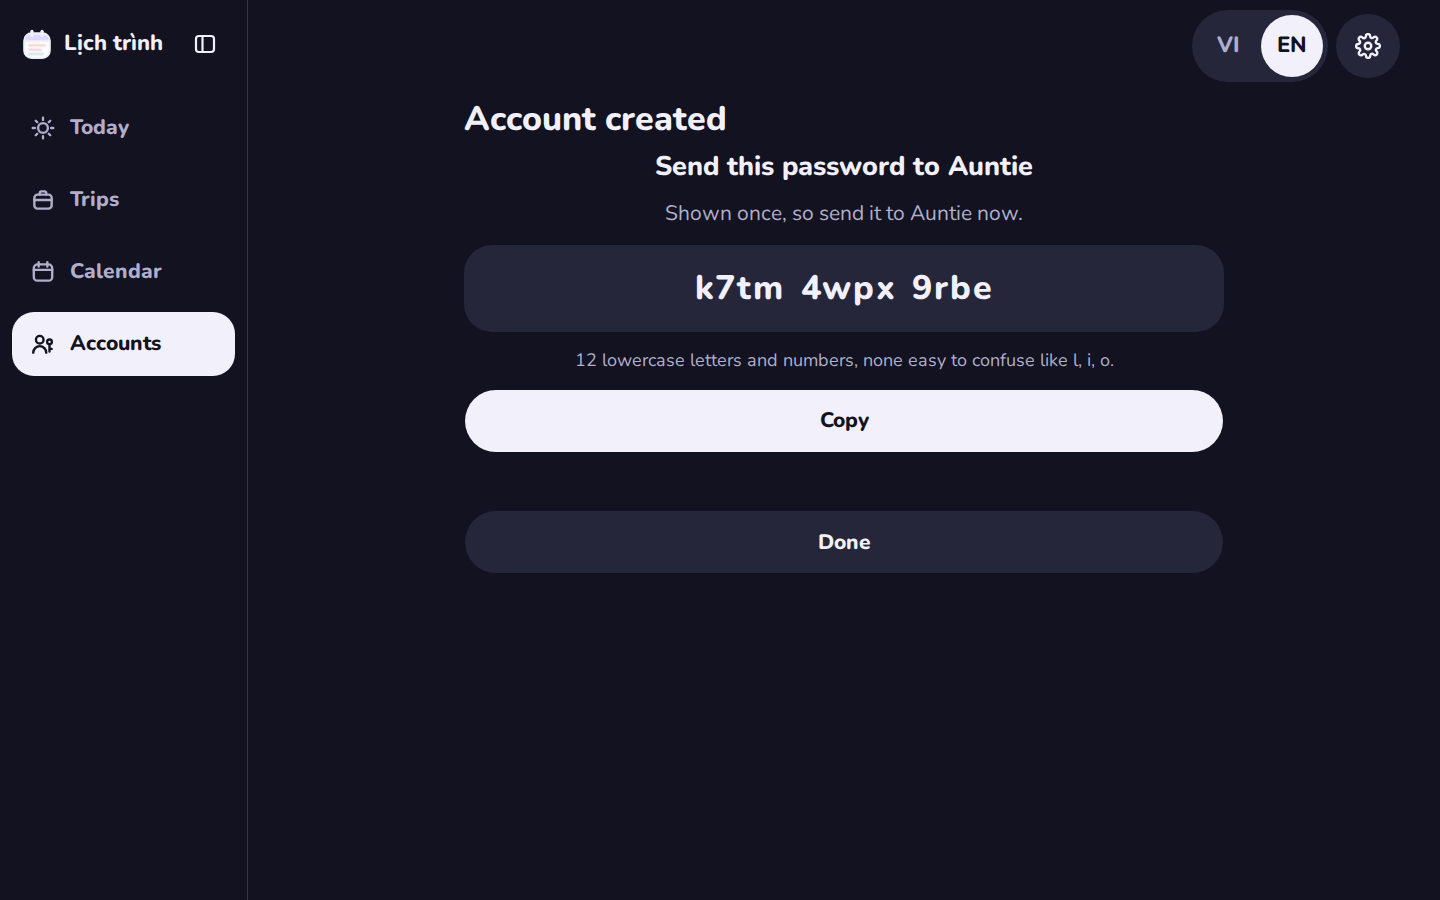 Lịch trình
VI
EN
Today
Trips
Calendar
Accounts
Account created
Send this password to Auntie
Shown once, so send it to Auntie now.
k7tm 4wpx 9rbe
12 lowercase letters and numbers, none easy to confuse like l, i, o.
Copy
Done